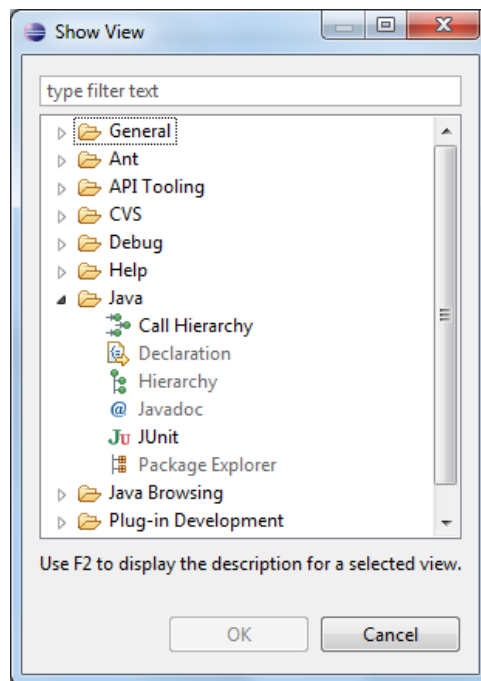 Show View
type filter text
General
Ant
API Tooling
CVS
Debug
Help
Java
Call Hierarchy
Declaration
Hierarchy
@ Javadoc
Ju JUnit
Package Explorer
Java Browsing
Plug-in Development
Use F2 to display the description for a selected view.
OK Cancel